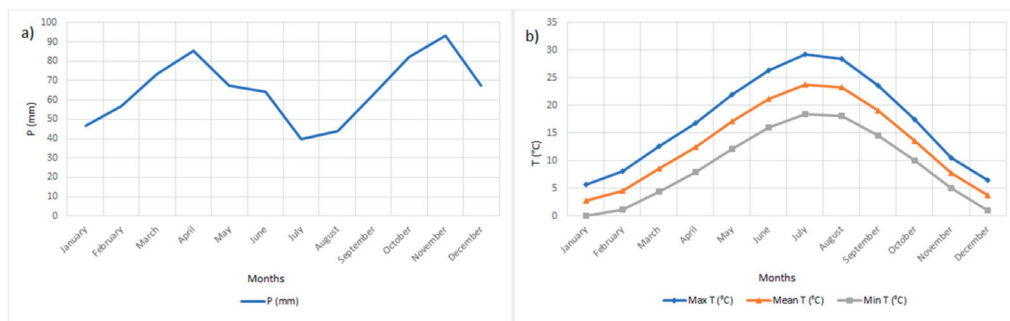 a)
P (mm)
100
90
80
70
60
50
40
30
20
10
0
January
February
March
April
May
June
July
August
September
October
November
December
Months
P (mm)
b)
T (°C)
35
30
25
20
15
10
5
0
January
February
March
April
May
June
July
August
September
October
November
December
Months
Max T (°C) Mean T (°C) Min T (°C)